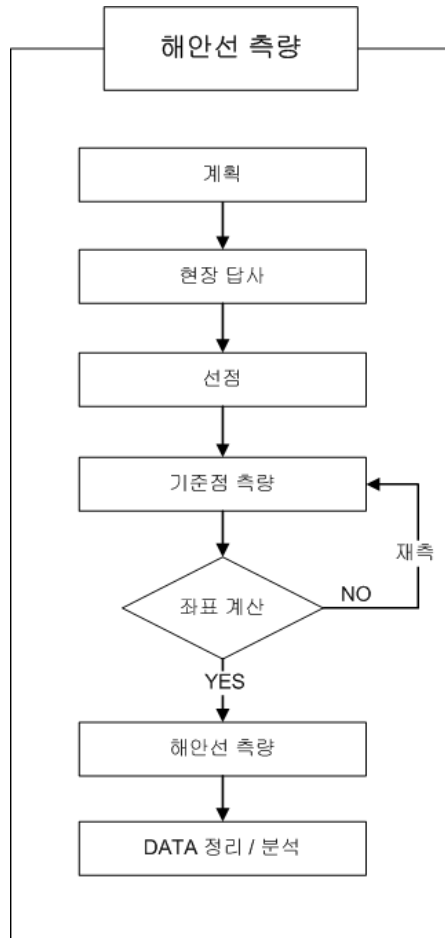 해안선 측량
계획
현장 답사
선정
기준점 측량
재측
좌표 계산
NO
YES
해안선 측량
DATA 정리 / 분석